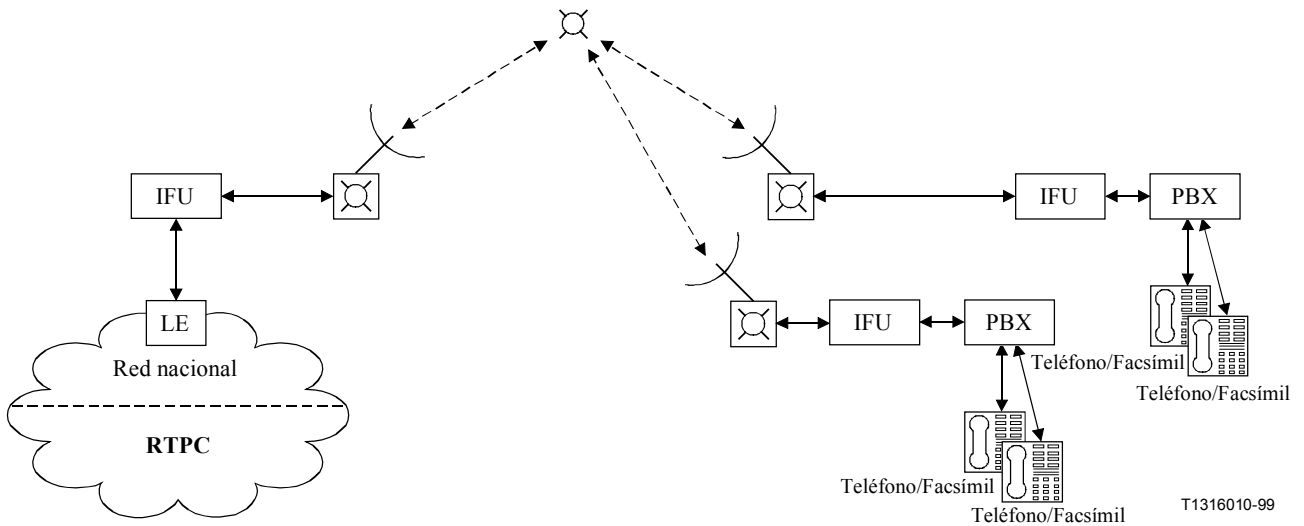 IFU
IFU
PBX
LE
Red nacional
RTPC
IFU
PBX
Teléfono/Facsímil
Teléfono/Facsímil
Teléfono/Facsímil
Teléfono/Facsímil
T1316010-99